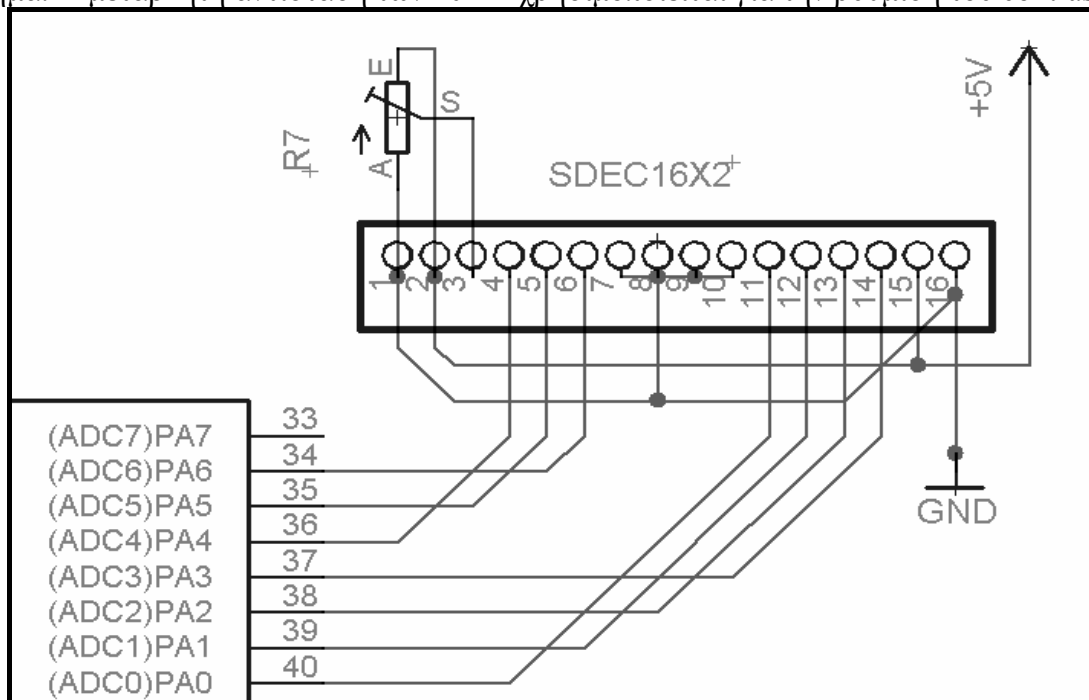 E
S
A
R7
+5V
SDEC16X2
1 2 3 4 5 6 7 8 9 10 11 12 13 14 15 16
(ADC7)PA7 33
(ADC6)PA6 34
(ADC5)PA5 35
(ADC4)PA4 36
(ADC3)PA3 37
(ADC2)PA2 38
(ADC1)PA1 39
(ADC0)PA0 40
GND